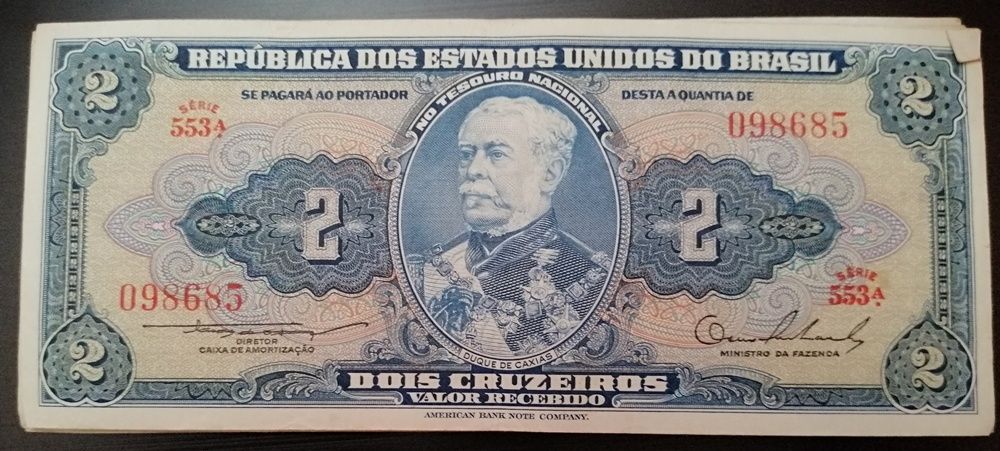 REPÚBLICA DOS ESTADOS UNIDOS DO BRASIL
2
2
SE PAGARÁ AO PORTADOR
NO TESOURO NACIONAL
DESTA A QUANTIA DE
SÉRIE
553A
098685
2
2
098685
SÉRIE
553A
DIRETOR
CAIXA DE AMORTIZAÇÃO
MINISTRO DA FAZENDA
DUQUE DE CAXIAS
2
2
DOIS CRUZEIROS
VALOR RECEBIDO
AMERICAN BANK NOTE COMPANY.